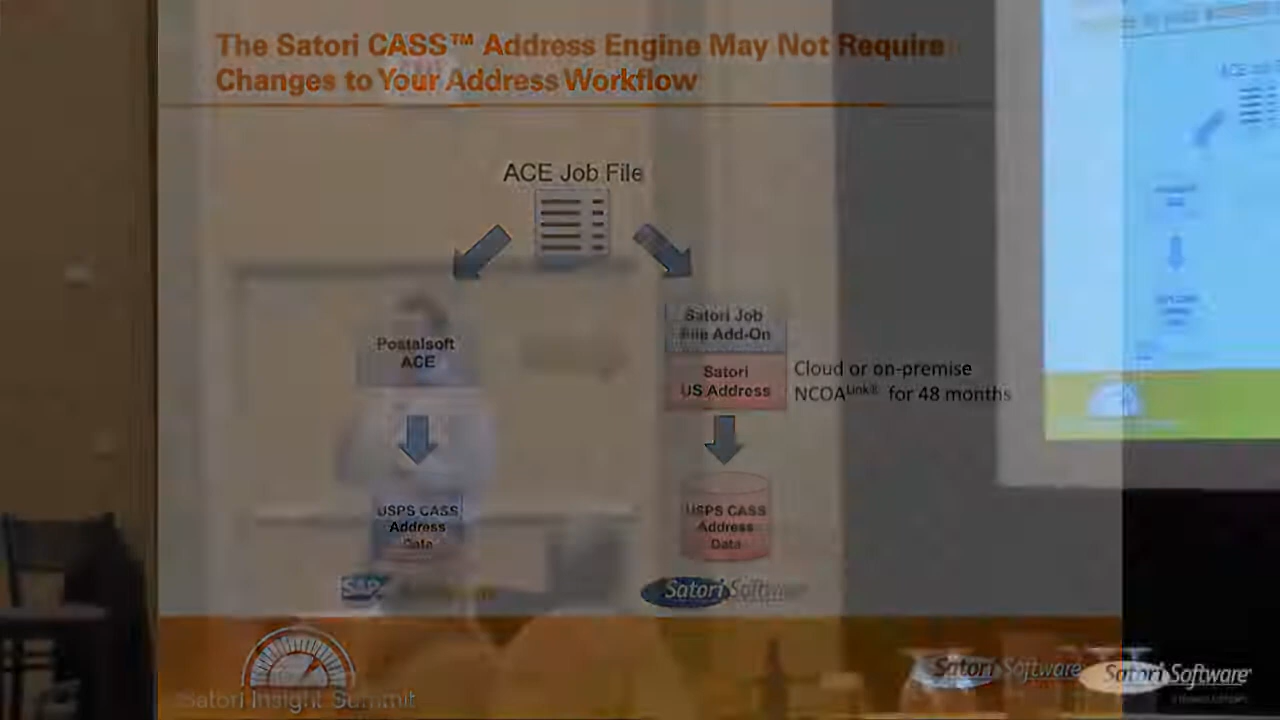 The Satori CASS™ Address Engine May Not Require
Changes to Your Address Workflow
ACE Job File
Postalsoft
ACE
Satori Job
File Add-On
Satori
US Address
Cloud or on-premise
NCOALink® for 48 months
USPS CASS
Address
Data
USPS CASS
Address
Data
SAP
Satori Software
Satori Insight Summit
Satori Software
Satori Software